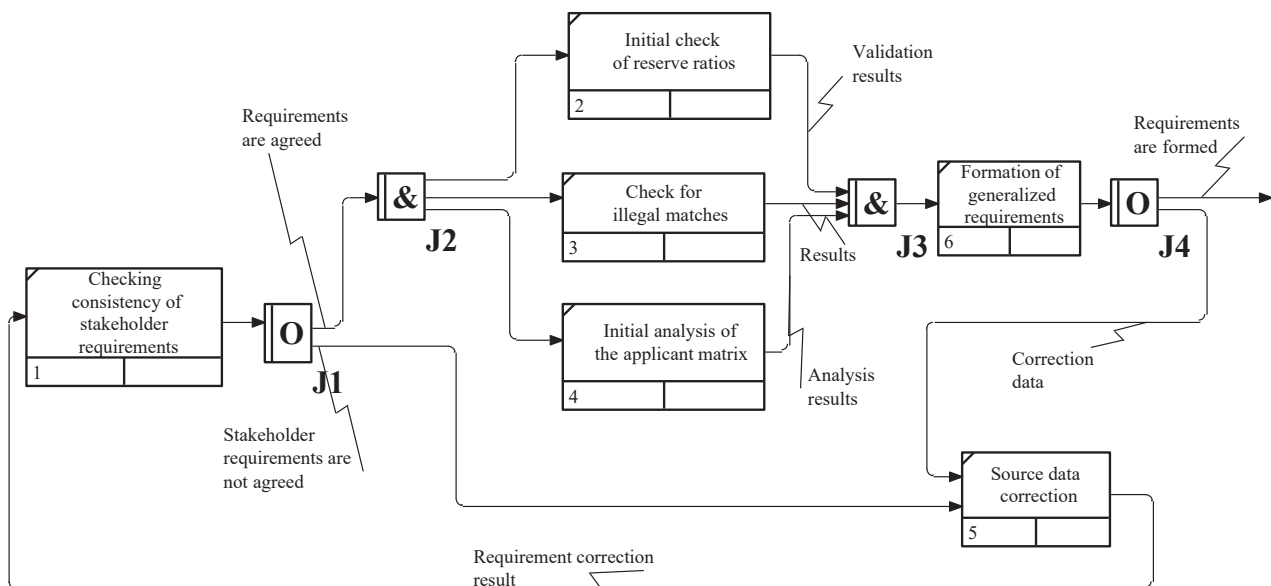 Initial check
of reserve ratios
2
Validation
results
Requirements
are agreed
Requirements
are formed
&
J2
Check for
illegal matches
3
Results
&
J3
Formation of
generalized
requirements
6
O
J4
Checking
consistency of
stakeholder
requirements
1
O
J1
Initial analysis of
the applicant matrix
4
Analysis
results
Correction
data
Stakeholder
requirements are
not agreed
Source data
correction
5
Requirement correction
result